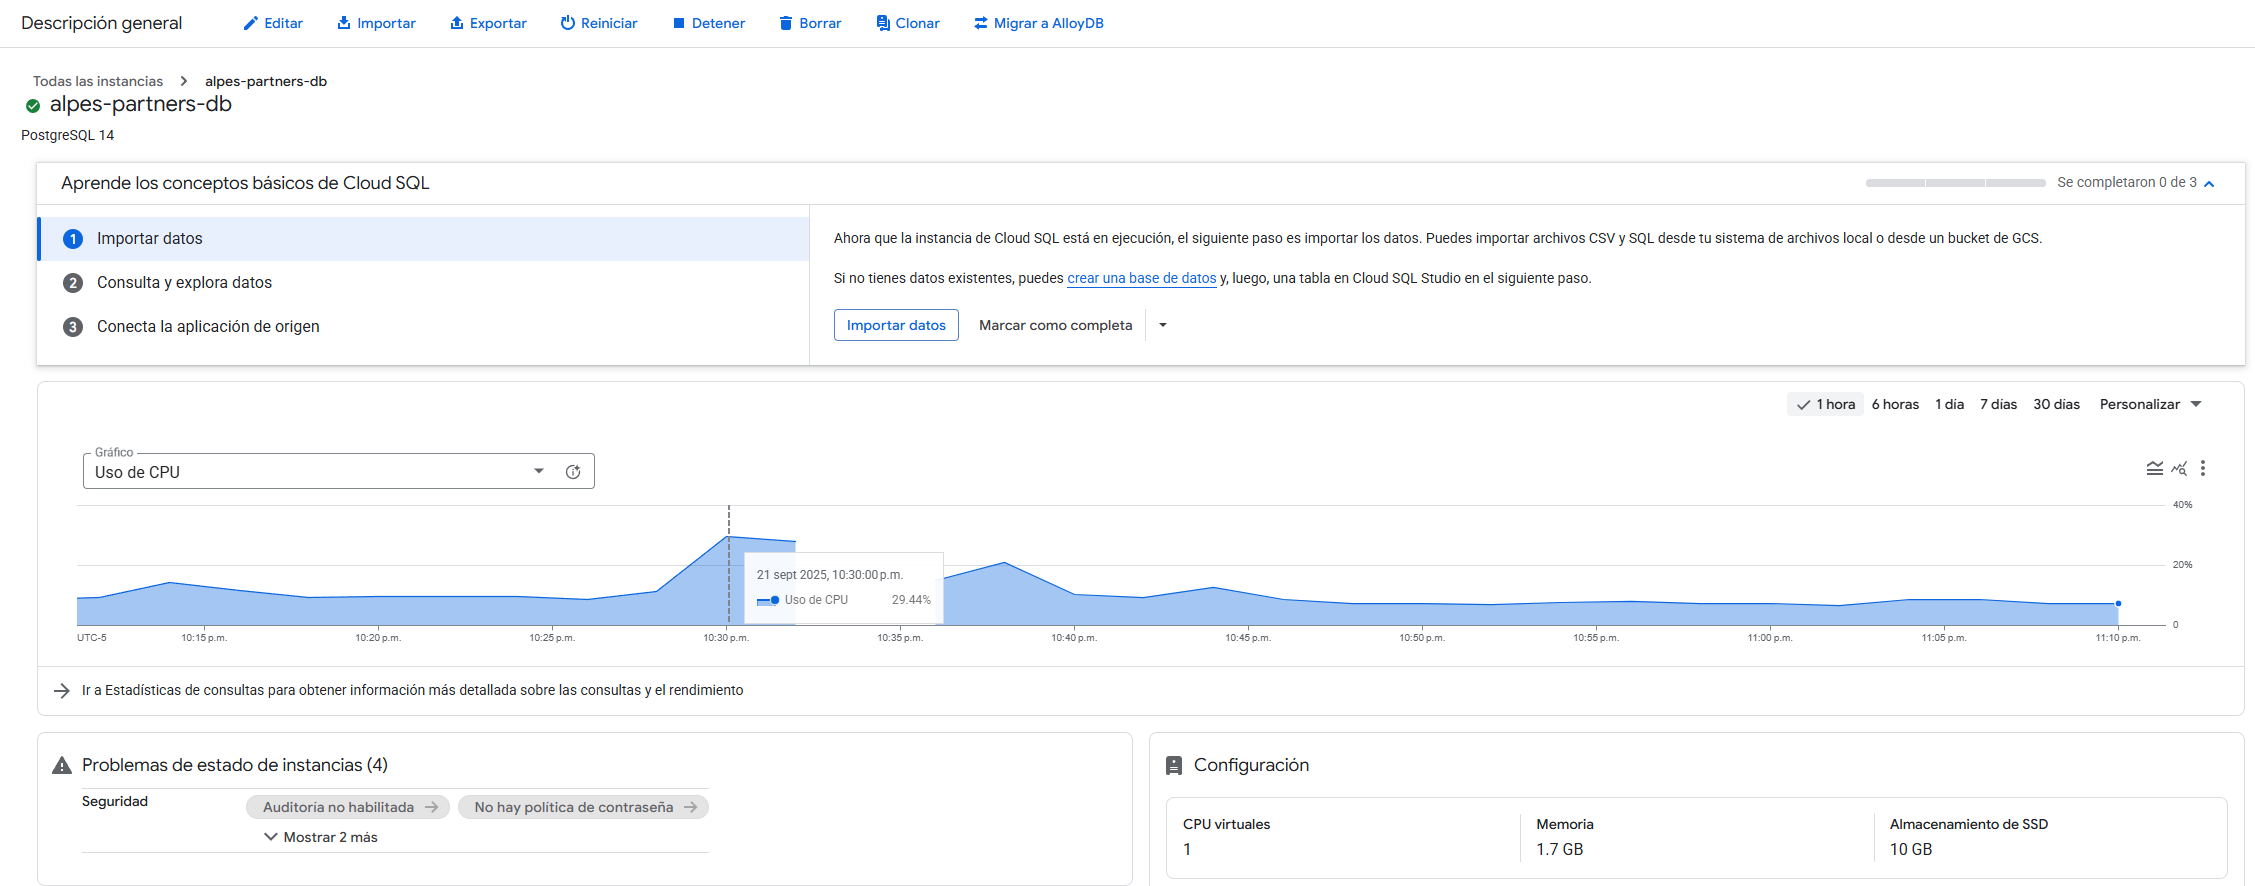 Descripción general
Editar
Importar
Exportar
Reiniciar
Detener
Borrar
Clonar
Migrar a AlloyDB
Todas las instancias
alpes-partners-db
alpes-partners-db
PostgreSQL 14
Aprende los conceptos básicos de Cloud SQL
Se completaron 0 de 3
1 Importar datos
2 Consulta y explora datos
3 Conecta la aplicación de origen
Ahora que la instancia de Cloud SQL está en ejecución, el siguiente paso es importar los datos. Puedes importar archivos CSV y SQL desde tu sistema de archivos local o desde un bucket de GCS.
Si no tienes datos existentes, puedes crear una base de datos y, luego, una tabla en Cloud SQL Studio en el siguiente paso.
Importar datos
Marcar como completa
1 hora
6 horas
1 día
7 días
30 días
Personalizar
Gráfico
Uso de CPU
40%
20%
0
21 sept 2025, 10:30:00 p.m.
Uso de CPU 29.44%
UTC-5
10:15 p.m.
10:20 p.m.
10:25 p.m.
10:30 p.m.
10:35 p.m.
10:40 p.m.
10:45 p.m.
10:50 p.m.
10:55 p.m.
11:00 p.m.
11:05 p.m.
11:10 p.m.
Ir a Estadísticas de consultas para obtener información más detallada sobre las consultas y el rendimiento
Problemas de estado de instancias (4)
Seguridad
Auditoría no habilitada
No hay política de contraseña
Mostrar 2 más
Configuración
CPU virtuales
1
Memoria
1.7 GB
Almacenamiento de SSD
10 GB